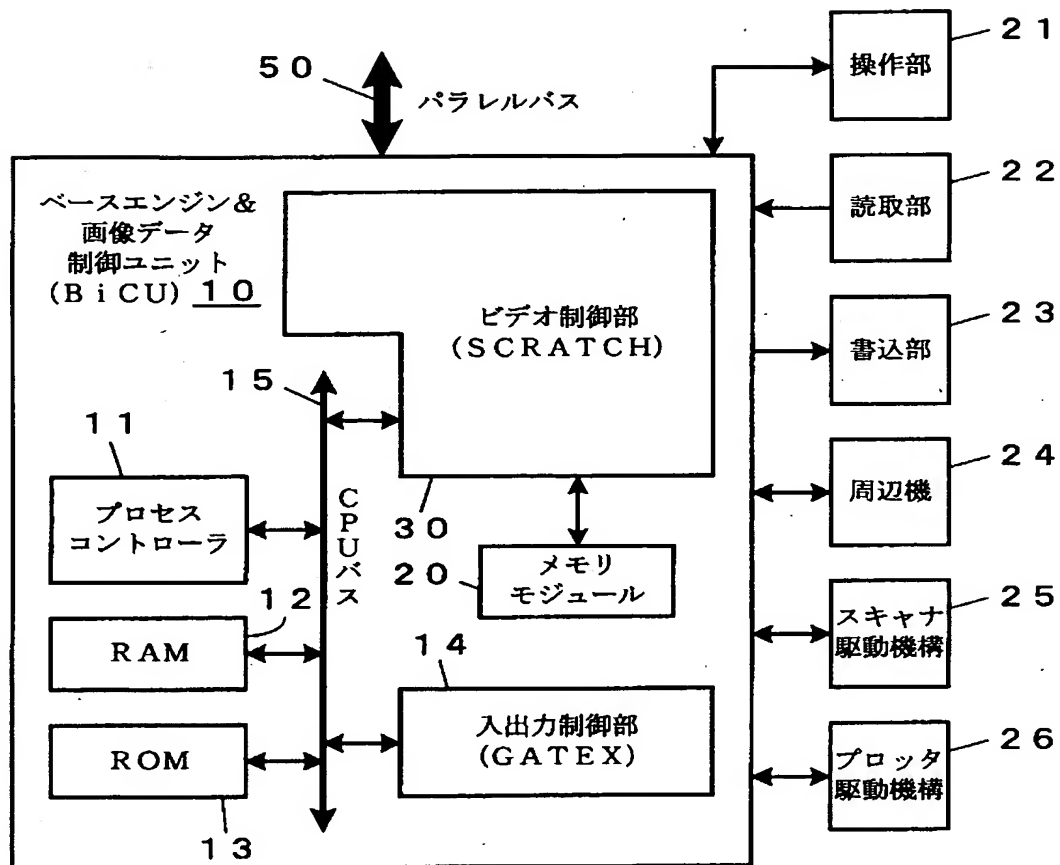 50
パラレルバス
21
操作部
ベースエンジン&
画像データ
制御ユニット
(BiCU) 10
22
読取部
ビデオ制御部
(SCRATCH)
23
書込部
15
11
プロセス
コントローラ
CPUバス
30
24
周辺機
20
メモリ
モジュール
12
RAM
14
25
スキャナ
駆動機構
入出力制御部
(GATEX)
ROM
13
26
プロッタ
駆動機構